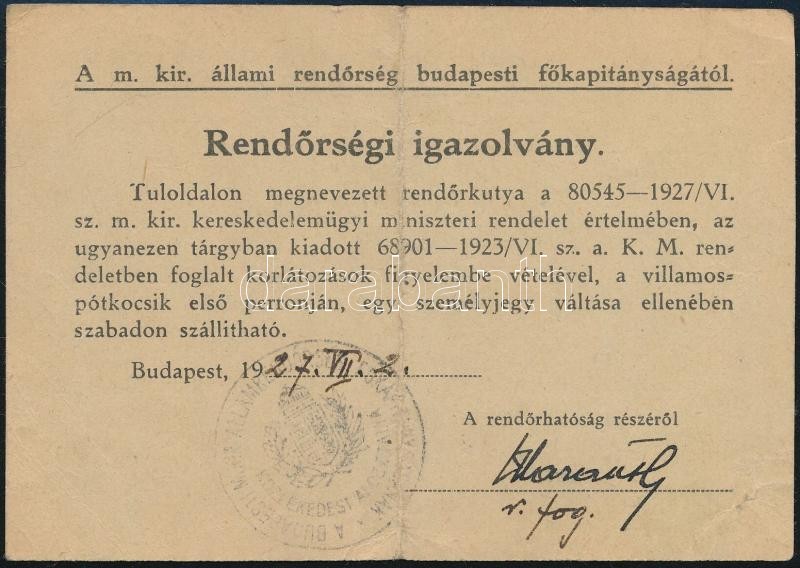 A m. kir. állami rendőrség budapesti főkapitányságától.
Rendőrségi igazolvány.
Tuloldalon megnevezett rendőrkutya a 80545—1927/VI.
sz. m. kir. kereskedelemügyi miniszteri rendelet értelmében, az
ugyanezen tárgyban kiadott 68901—1923/VI. sz. a. K. M. ren=
deletben foglalt korlátozások figyelembe vételével, a villamos=
pótkocsik első perronján, egy személyjegy váltása ellenében
szabadon szállitható.
darabanth
Budapest, 1927. VII. 2.
A rendőrhatóság részéről
r. fog.